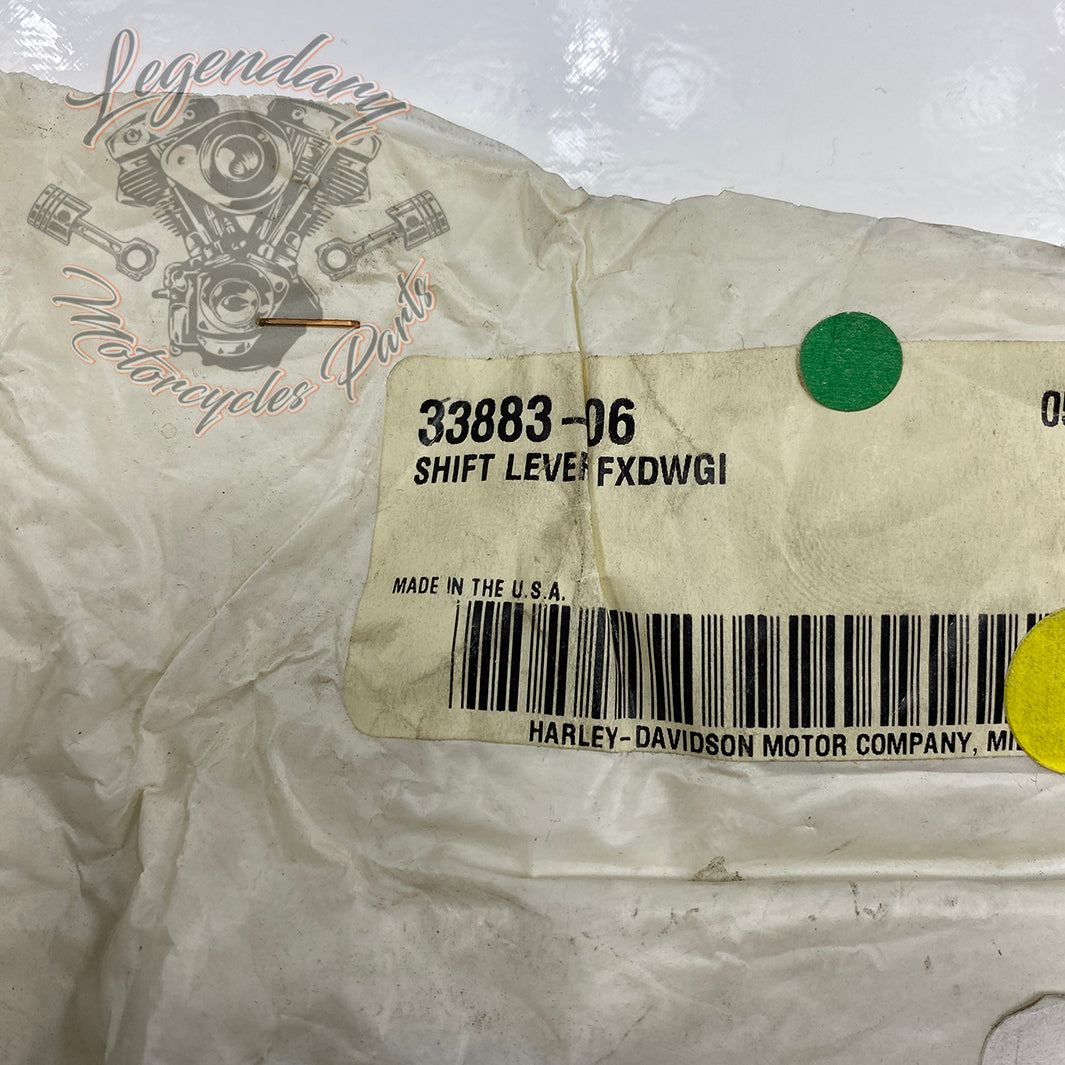 Legendary
Motorcycles Parts
33883-06
SHIFT LEVER FXDWGI
MADE IN THE U.S.A.
HARLEY-DAVIDSON MOTOR COMPANY,